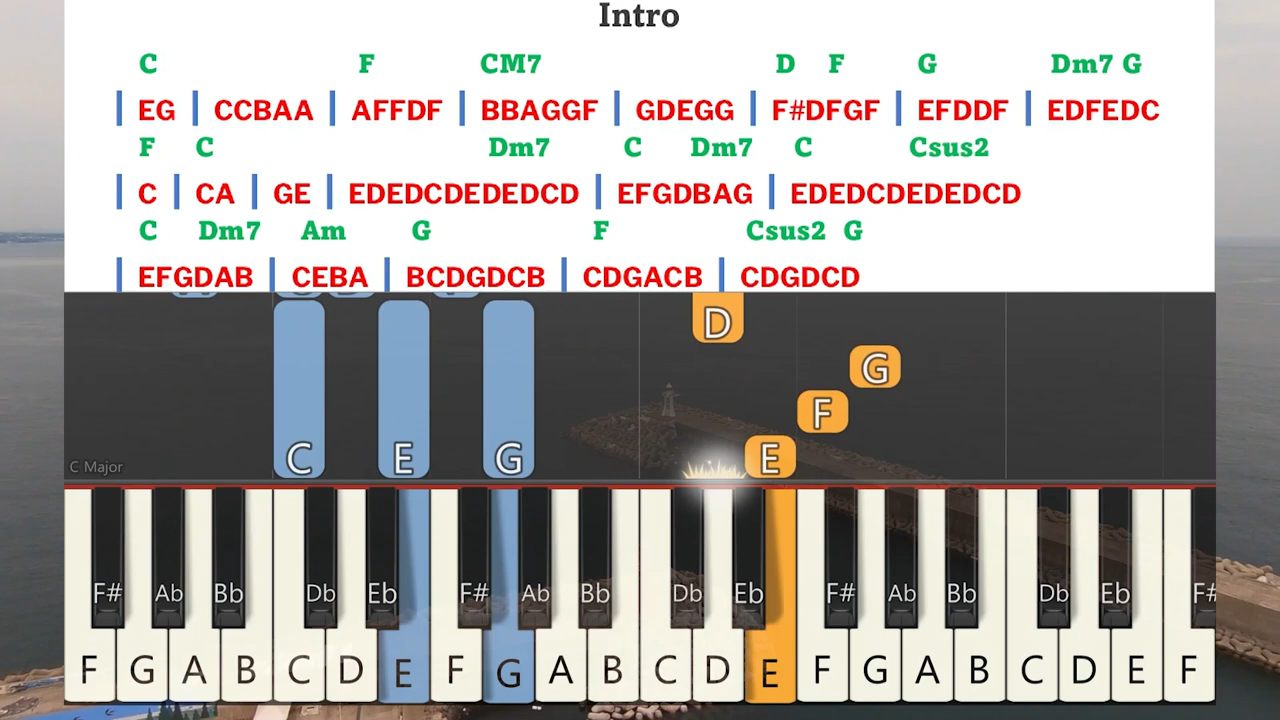 Intro
C F CM7 D F G Dm7 G
| EG | CCBAA | AFFDF | BBAGGF | GDEGG | F#DFGF | EFDDF | EDFEDC
F C Dm7 C Dm7 C Csus2
| C | CA | GE | EDEDCDEDEDCD | EFGDBAG | EDEDCDEDEDCD
C Dm7 Am G F Csus2 G
| EFGDAB | CEBA | BCDGDCB | CDGACB | CDGDCD
D
G
F
C E G E
C Major
F# Ab Bb Db Eb F# Ab Bb Db Eb F# Ab Bb Db Eb F#
F G A B C D E F G A B C D E F G A B C D E F